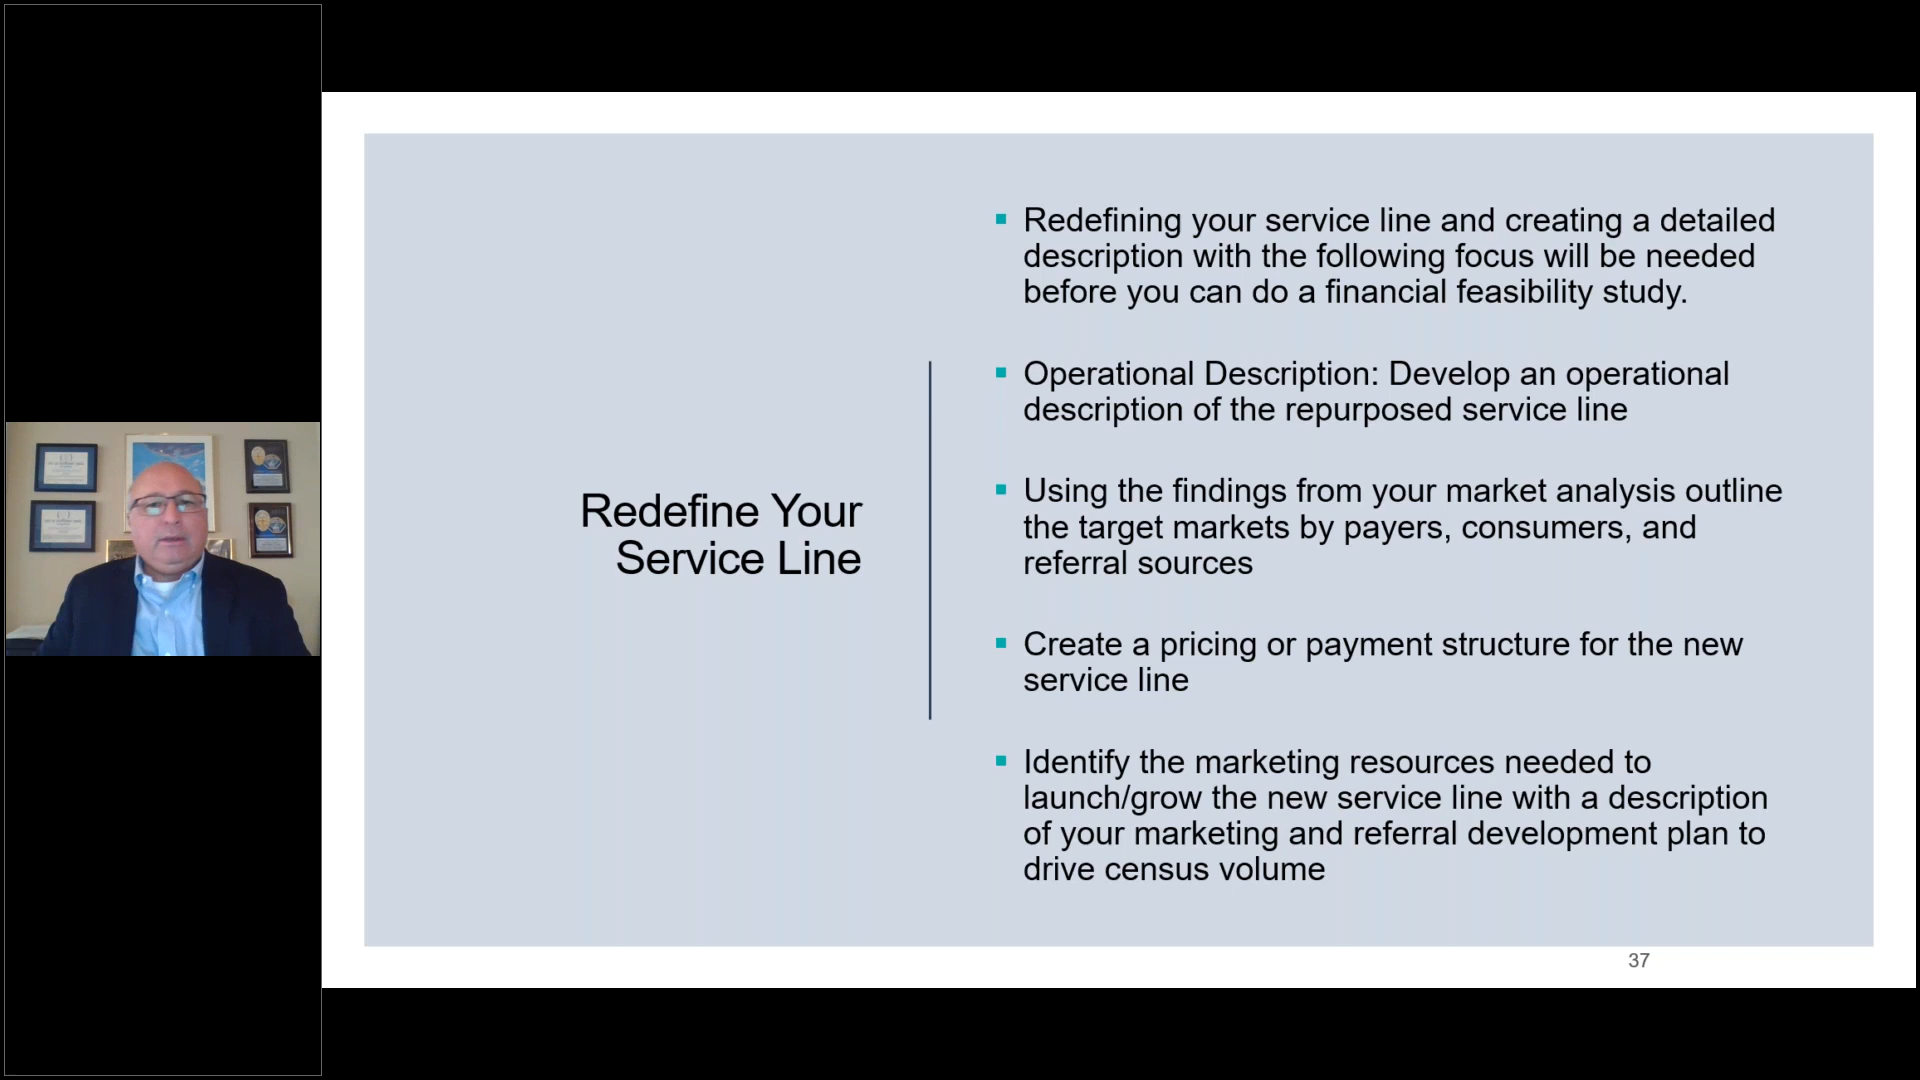 Redefine Your
Service Line
Redefining your service line and creating a detailed
description with the following focus will be needed
before you can do a financial feasibility study.
Operational Description: Develop an operational
description of the repurposed service line
Using the findings from your market analysis outline
the target markets by payers, consumers, and
referral sources
Create a pricing or payment structure for the new
service line
Identify the marketing resources needed to
launch/grow the new service line with a description
of your marketing and referral development plan to
drive census volume
37